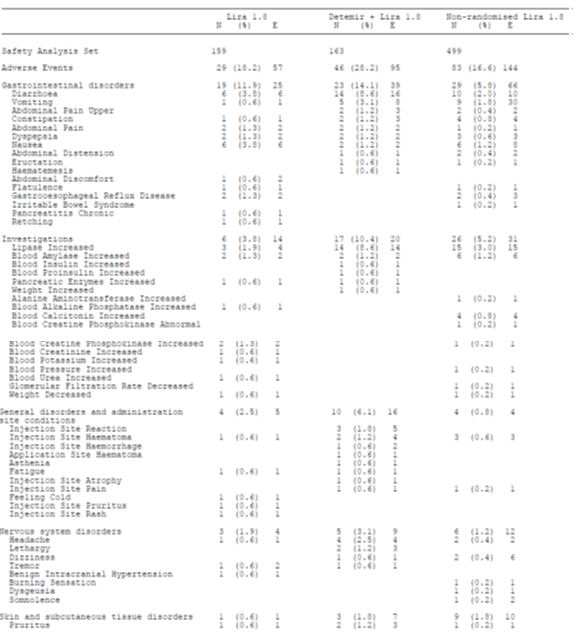 Lira 1.8 Detemir + Lira 1.8 Non-randomised Lira 1.8
N (%) E N (%) E N (%) E
Safety Analysis Set 159 163 499
Adverse Events 29 (18.2) 57 46 (28.2) 95 83 (16.6) 144
Gastrointestinal disorders 19 (11.9) 25 23 (14.1) 39 29 (5.8) 66
Diarrhoea 6 (3.8) 6 14 (8.6) 16 10 (2.0) 10
Vomiting 1 (0.6) 1 5 (3.1) 8 9 (1.8) 30
Abdominal Pain Upper 2 (1.2) 3 2 (0.4) 2
Constipation 1 (0.6) 1 2 (1.2) 3 4 (0.8) 4
Abdominal Pain 2 (1.3) 2 2 (1.2) 2 1 (0.2) 1
Dyspepsia 2 (1.3) 2 2 (1.2) 2 3 (0.6) 3
Nausea 6 (3.8) 6 2 (1.2) 2 6 (1.2) 8
Abdominal Distension 1 (0.6) 1 2 (0.4) 2
Eructation 1 (0.6) 1 1 (0.2) 1
Haematemesis 1 (0.6) 1
Abdominal Discomfort 1 (0.6) 2
Flatulence 1 (0.6) 1 1 (0.2) 1
Gastrooesophageal Reflux Disease 2 (1.3) 2 2 (0.4) 3
Irritable Bowel Syndrome 1 (0.2) 1
Pancreatitis Chronic 1 (0.6) 1
Retching 1 (0.6) 1
Investigations 6 (3.8) 14 17 (10.4) 20 26 (5.2) 31
Lipase Increased 3 (1.9) 4 14 (8.6) 14 15 (3.0) 15
Blood Amylase Increased 2 (1.3) 2 2 (1.2) 2 6 (1.2) 6
Blood Insulin Increased 1 (0.6) 1
Blood Proinsulin Increased 1 (0.6) 1
Pancreatic Enzymes Increased 1 (0.6) 1 1 (0.6) 1
Weight Increased 1 (0.6) 1
Alanine Aminotransferase Increased 1 (0.2) 1
Blood Alkaline Phosphatase Increased 1 (0.6) 1
Blood Calcitonin Increased 4 (0.8) 4
Blood Creatine Phosphokinase Abnormal 1 (0.2) 1
Blood Creatine Phosphokinase Increased 2 (1.3) 2 1 (0.2) 1
Blood Creatinine Increased 1 (0.6) 1
Blood Potassium Increased 1 (0.6) 1
Blood Pressure Increased 1 (0.2) 1
Blood Urea Increased 1 (0.6) 1
Glomerular Filtration Rate Decreased 1 (0.2) 1
Weight Decreased 1 (0.6) 1 1 (0.2) 1
General disorders and administration 4 (2.5) 5 10 (6.1) 16 4 (0.8) 4
site conditions
Injection Site Reaction 3 (1.8) 5
Injection Site Haematoma 1 (0.6) 1 2 (1.2) 4 3 (0.6) 3
Injection Site Haemorrhage 1 (0.6) 2
Application Site Haematoma 1 (0.6) 1
Asthenia 1 (0.6) 1
Fatigue 1 (0.6) 1 1 (0.6) 1
Injection Site Atrophy 1 (0.6) 1
Injection Site Pain 1 (0.6) 1 1 (0.2) 1
Feeling Cold 1 (0.6) 1
Injection Site Pruritus 1 (0.6) 1
Injection Site Rash 1 (0.6) 1
Nervous system disorders 3 (1.9) 4 5 (3.1) 9 6 (1.2) 12
Headache 1 (0.6) 1 4 (2.5) 4 2 (0.4) 2
Lethargy 2 (1.2) 3
Dizziness 1 (0.6) 1 2 (0.4) 6
Tremor 1 (0.6) 2 1 (0.6) 1
Benign Intracranial Hypertension 1 (0.6) 1
Burning Sensation 1 (0.2) 1
Dysgeusia 1 (0.2) 1
Somnolence 1 (0.2) 2
Skin and subcutaneous tissue disorders 1 (0.6) 1 3 (1.8) 7 9 (1.8) 10
Pruritus 1 (0.6) 1 2 (1.2) 3 1 (0.2) 1